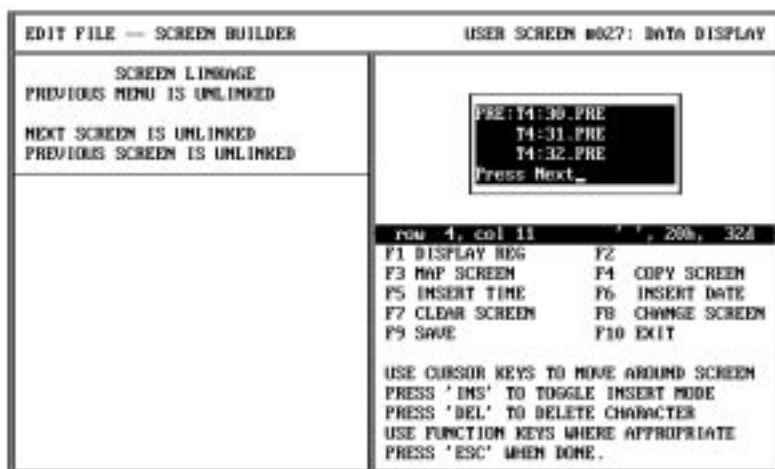 EDIT FILE -- SCREEN BUILDER
USER SCREEN #027: DATA DISPLAY
SCREEN LINKAGE
PREVIOUS MENU IS UNLINKED
NEXT SCREEN IS UNLINKED
PREVIOUS SCREEN IS UNLINKED
PRE:T4:30.PRE
T4:31.PRE
T4:32.PRE
Press Next_
row 4, col 11 ' ', 20h, 32d
F1 DISPLAY REG F2
F3 MAP SCREEN F4 COPY SCREEN
F5 INSERT TIME F6 INSERT DATE
F7 CLEAR SCREEN F8 CHANGE SCREEN
F9 SAVE F10 EXIT
USE CURSOR KEYS TO MOVE AROUND SCREEN
PRESS 'INS' TO TOGGLE INSERT MODE
PRESS 'DEL' TO DELETE CHARACTER
USE FUNCTION KEYS WHERE APPROPRIATE
PRESS 'ESC' WHEN DONE.